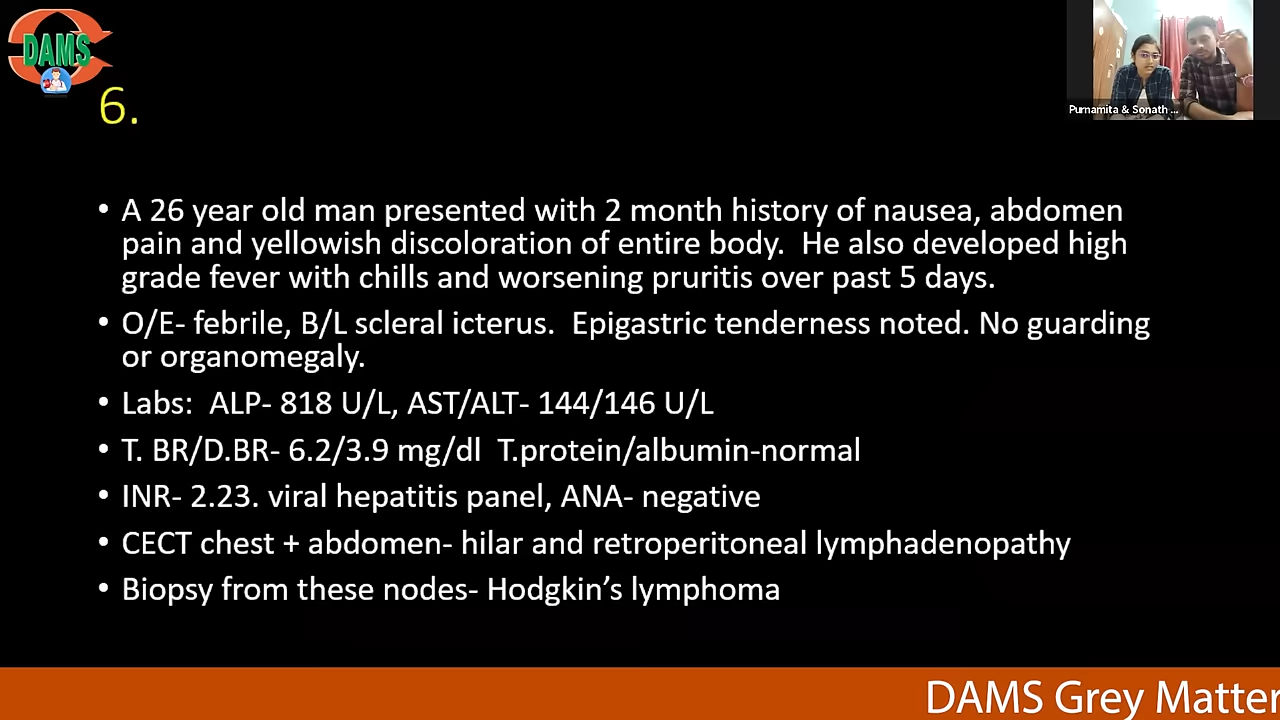 DAMS
Purnamita & Sonath ...
6.
• A 26 year old man presented with 2 month history of nausea, abdomen
pain and yellowish discoloration of entire body.  He also developed high
grade fever with chills and worsening pruritis over past 5 days.
• O/E- febrile, B/L scleral icterus.  Epigastric tenderness noted. No guarding
or organomegaly.
• Labs:  ALP- 818 U/L, AST/ALT- 144/146 U/L
• T. BR/D.BR- 6.2/3.9 mg/dl  T.protein/albumin-normal
• INR- 2.23. viral hepatitis panel, ANA- negative
• CECT chest + abdomen- hilar and retroperitoneal lymphadenopathy
• Biopsy from these nodes- Hodgkin’s lymphoma
DAMS Grey Matter